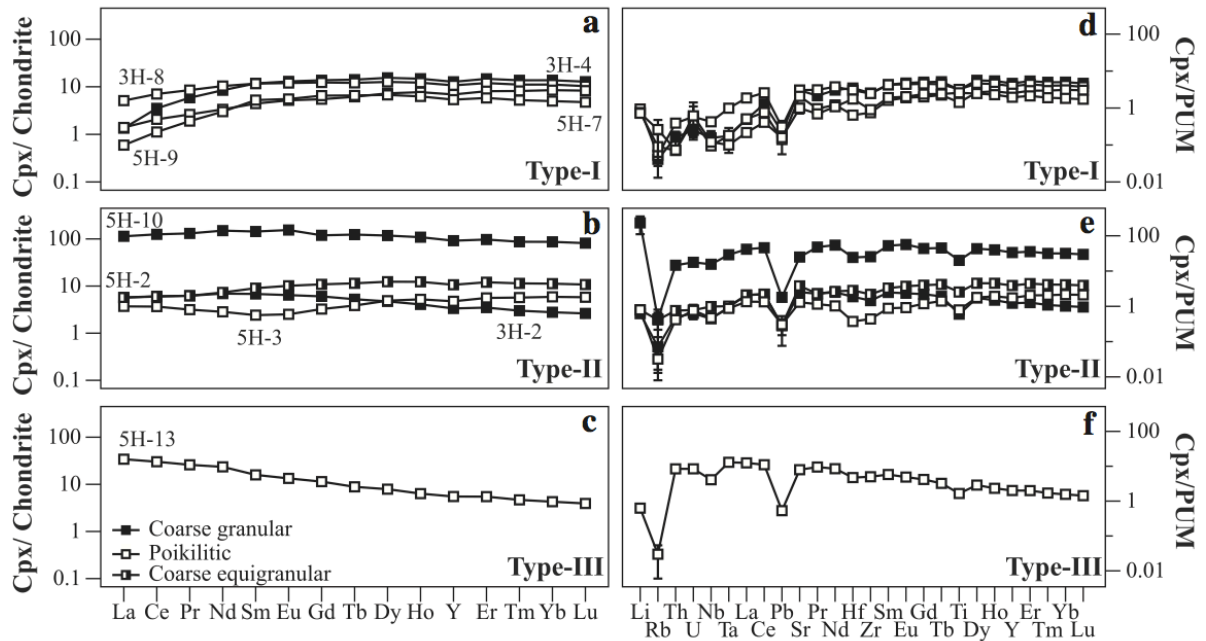 a
Cpx/ Chondrite
100
10
1
0.1
3H-8
3H-4
5H-7
5H-9
Type-I
d
Cpx/PUM
100
1
0.01
Type-I
b
Cpx/ Chondrite
100
10
1
0.1
5H-10
5H-2
5H-3
3H-2
Type-II
e
Cpx/PUM
100
1
0.01
Type-II
c
Cpx/ Chondrite
100
10
1
0.1
5H-13
Coarse granular
Poikilitic
Coarse equigranular
Type-III
f
Cpx/PUM
100
1
0.01
Type-III
La Ce Pr Nd Sm Eu Gd Tb Dy Ho Y Er Tm Yb Lu
Li Th Nb La Pb Pr Hf Sm Gd Ti Ho Er Yb
Rb U Ta Ce Sr Nd Zr Eu Tb Dy Y Tm Lu